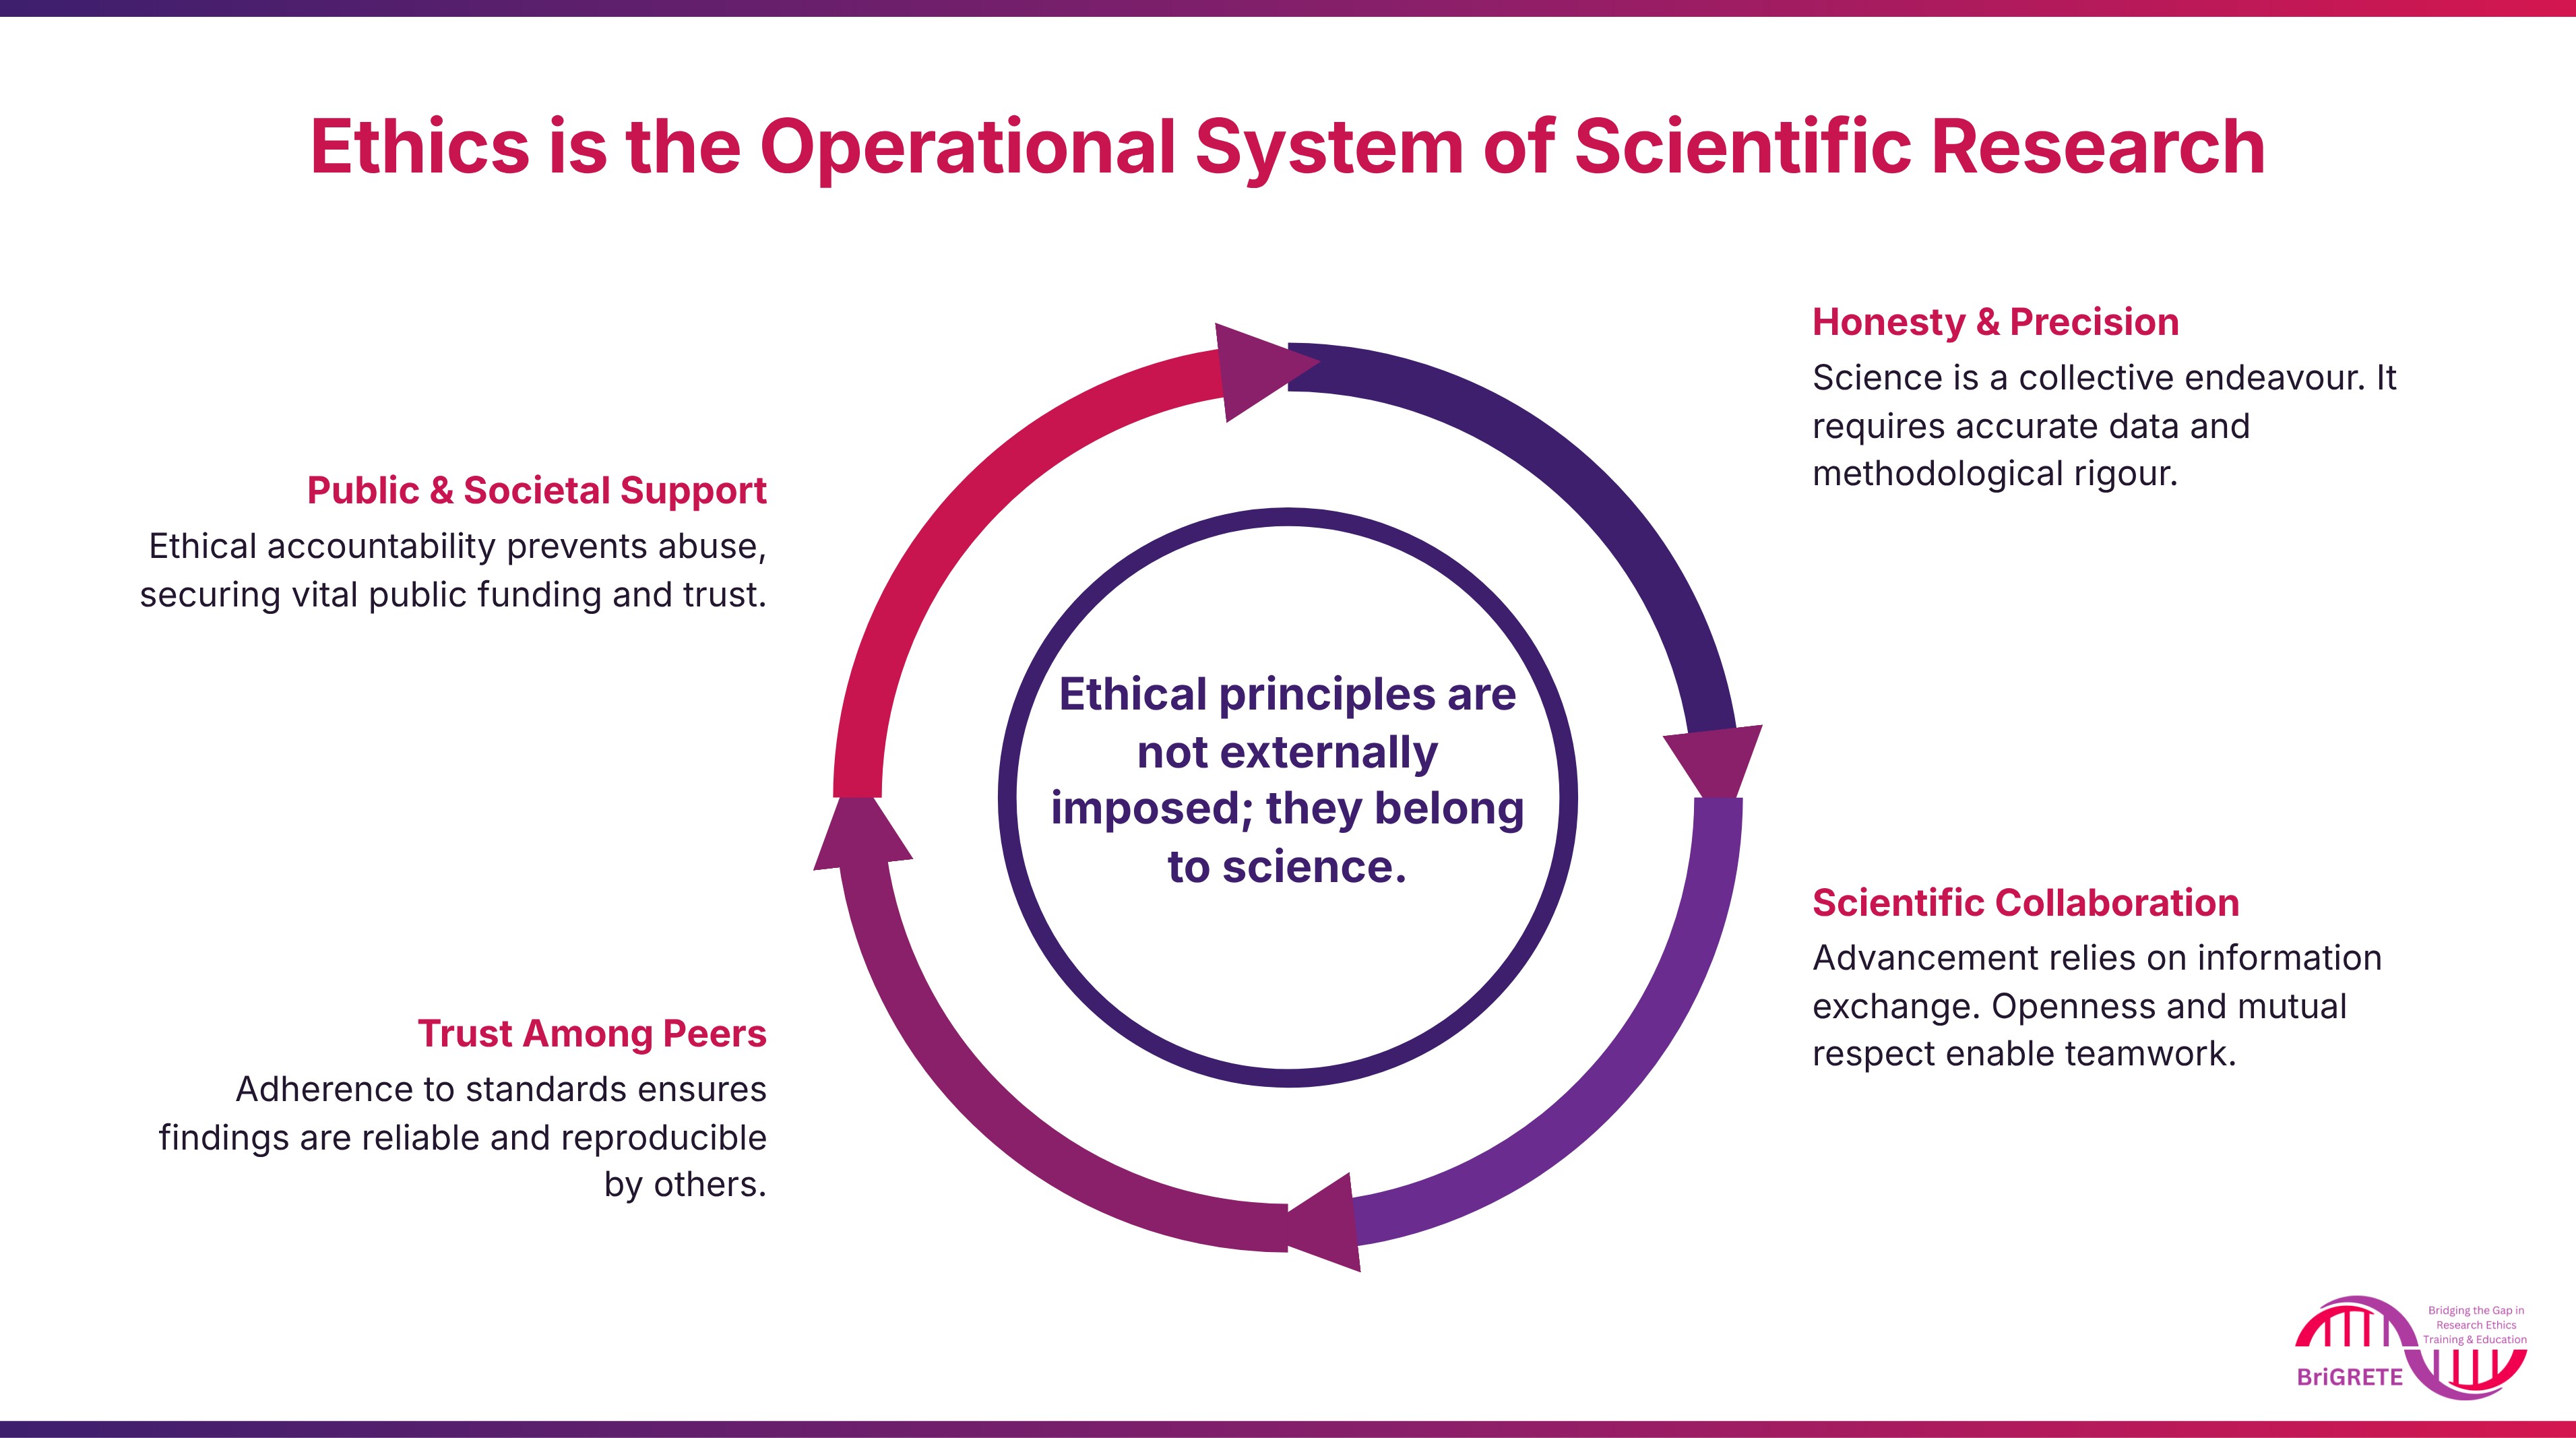 Ethics is the Operational System of Scientific Research
Honesty & Precision
Science is a collective endeavour. It
requires accurate data and
methodological rigour.
Public & Societal Support
Ethical accountability prevents abuse,
securing vital public funding and trust.
Ethical principles are
not externally
imposed; they belong
to science.
Scientific Collaboration
Advancement relies on information
exchange. Openness and mutual
respect enable teamwork.
Trust Among Peers
Adherence to standards ensures
findings are reliable and reproducible
by others.
Bridging the Gap in
Research Ethics
Training & Education
BriGRETE